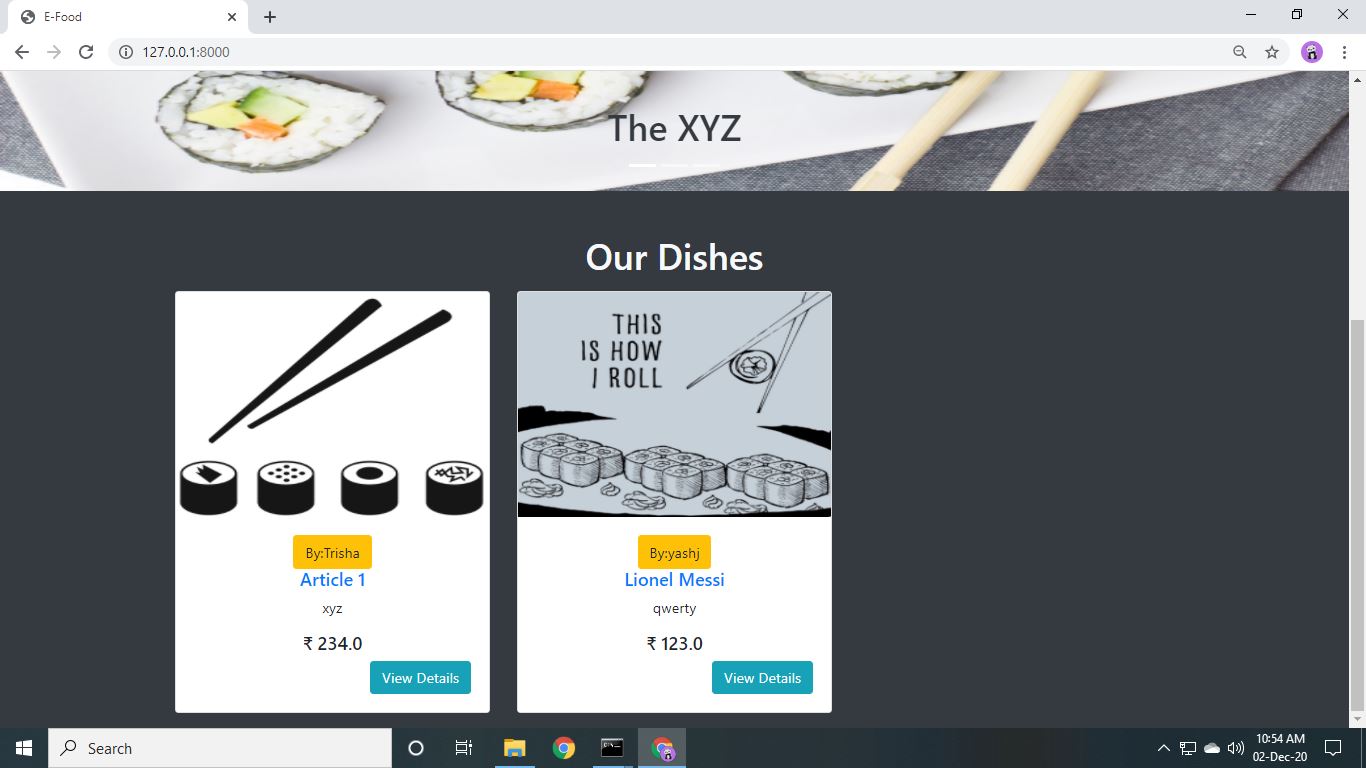 E-Food
127.0.0.1:8000
The XYZ
Our Dishes
THIS
IS HOW
I ROLL
By:Trisha
Article 1
xyz
₹ 234.0
View Details
By:yashj
Lionel Messi
qwerty
₹ 123.0
View Details
Search
10:54 AM
02-Dec-20